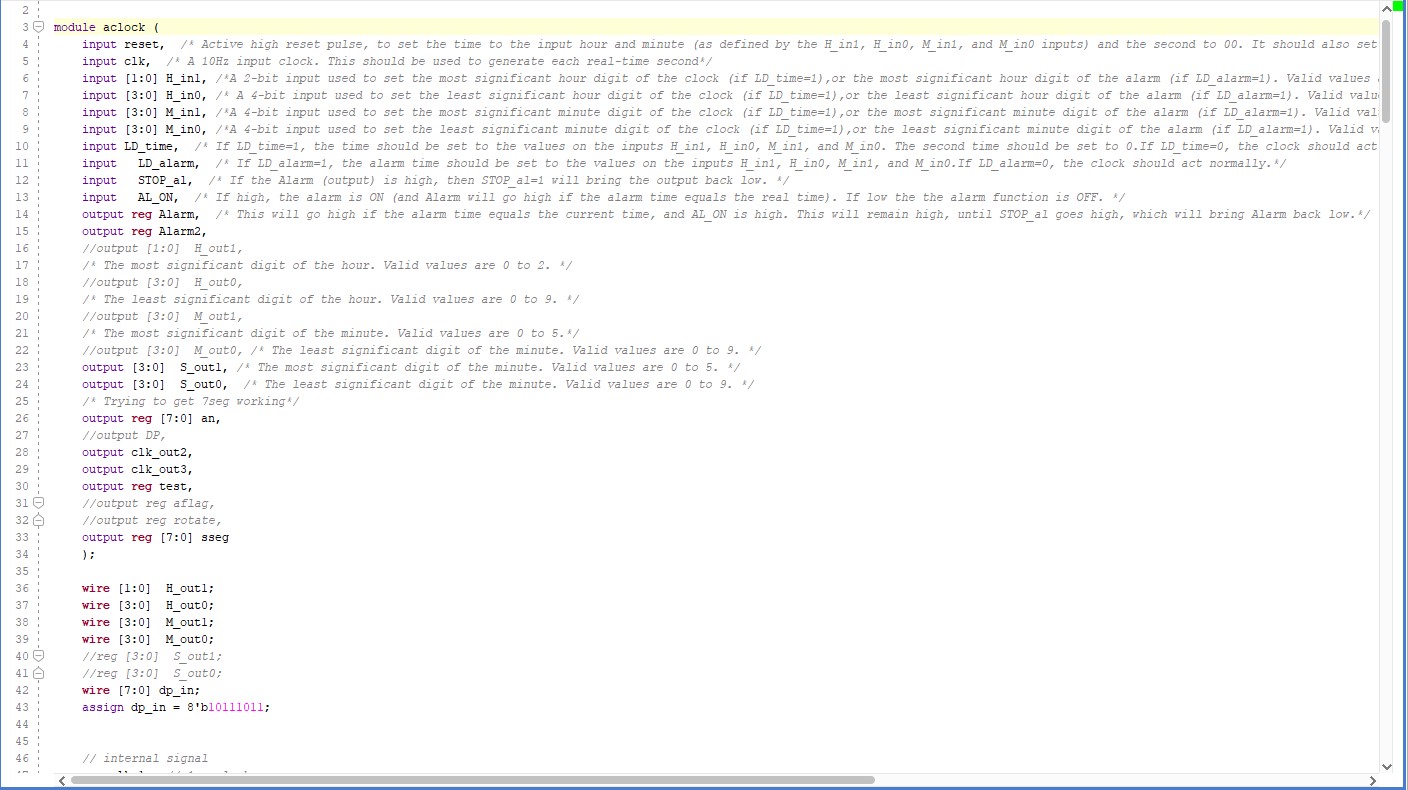 2
3 module aclock (
4 input reset, /* Active high reset pulse, to set the time to the input hour and minute (as defined by the H_in1, H_in0, M_in1, and M_in0 inputs) and the second to 00. It should also set
5 input clk, /* A 10Hz input clock. This should be used to generate each real-time second*/
6 input [1:0] H_in1, /*A 2-bit input used to set the most significant hour digit of the clock (if LD_time=1),or the most significant hour digit of the alarm (if LD_alarm=1). Valid values
7 input [3:0] H_in0, /* A 4-bit input used to set the least significant hour digit of the clock (if LD_time=1),or the least significant hour digit of the alarm (if LD_alarm=1). Valid valu
8 input [3:0] M_in1, /*A 4-bit input used to set the most significant minute digit of the clock (if LD_time=1),or the most significant minute digit of the alarm (if LD_alarm=1). Valid val
9 input [3:0] M_in0, /*A 4-bit input used to set the least significant minute digit of the clock (if LD_time=1),or the least significant minute digit of the alarm (if LD_alarm=1). Valid v
10 input LD_time, /* If LD_time=1, the time should be set to the values on the inputs H_in1, H_in0, M_in1, and M_in0. The second time should be set to 0.If LD_time=0, the clock should act
11 input   LD_alarm, /* If LD_alarm=1, the alarm time should be set to the values on the inputs H_in1, H_in0, M_in1, and M_in0.If LD_alarm=0, the clock should act normally.*/
12 input   STOP_al, /* If the Alarm (output) is high, then STOP_al=1 will bring the output back low. */
13 input   AL_ON, /* If high, the alarm is ON (and Alarm will go high if the alarm time equals the real time). If low the the alarm function is OFF. */
14 output reg Alarm, /* This will go high if the alarm time equals the current time, and AL_ON is high. This will remain high, until STOP_al goes high, which will bring Alarm back low.*/
15 output reg Alarm2,
16 //output [1:0]  H_out1,
17 /* The most significant digit of the hour. Valid values are 0 to 2. */
18 //output [3:0]  H_out0,
19 /* The least significant digit of the hour. Valid values are 0 to 9. */
20 //output [3:0]  M_out1,
21 /* The most significant digit of the minute. Valid values are 0 to 5.*/
22 //output [3:0]  M_out0, /* The least significant digit of the minute. Valid values are 0 to 9. */
23 output [3:0]  S_out1, /* The most significant digit of the minute. Valid values are 0 to 5. */
24 output [3:0]  S_out0,  /* The least significant digit of the minute. Valid values are 0 to 9. */
25 /* Trying to get 7seg working*/
26 output reg [7:0] an,
27 //output DP,
28 output clk_out2,
29 output clk_out3,
30 output reg test,
31 //output reg aflag,
32 //output reg rotate,
33 output reg [7:0] sseg
34 );
35
36 wire [1:0]  H_out1;
37 wire [3:0]  H_out0;
38 wire [3:0]  M_out1;
39 wire [3:0]  M_out0;
40 //reg [3:0]  S_out1;
41 //reg [3:0]  S_out0;
42 wire [7:0] dp_in;
43 assign dp_in = 8'b10111011;
44
45
46 // internal signal